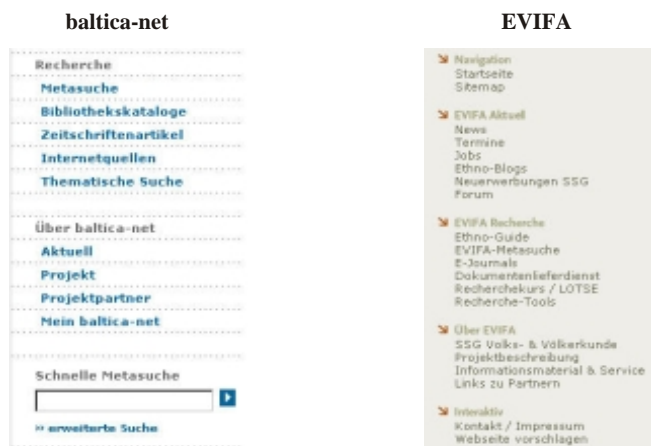 baltica-net
Recherche
Metasuche
Bibliothekskataloge
Zeitschriftenartikel
Internetquellen
Thematische Suche
Über baltica-net
Aktuell
Projekt
Projektpartner
Mein baltica-net
Schnelle Metasuche
» erweiterte Suche
EVIFA
Navigation
Startseite
Sitemap
EVIFA Aktuell
News
Termine
Jobs
Ethno-Blogs
Neuerwerbungen SSG
Forum
EVIFA Recherche
Ethno-Guide
EVIFA-Metasuche
E-Journals
Dokumentenlieferdienst
Recherchekurs / LOTSE
Recherche-Tools
Über EVIFA
SSG Volks- & Völkerkunde
Projektbeschreibung
Informationsmaterial & Service
Links zu Partnern
Interaktiv
Kontakt / Impressum
Webseite vorschlagen